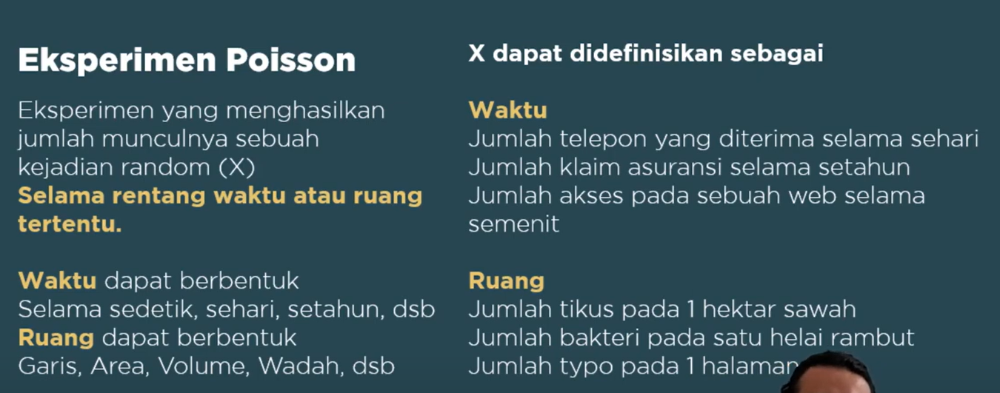 Eksperimen Poisson
Eksperimen yang menghasilkan
jumlah munculnya sebuah
kejadian random (X)
Selama rentang waktu atau ruang
tertentu.
Waktu dapat berbentuk
Selama sedetik, sehari, setahun, dsb
Ruang dapat berbentuk
Garis, Area, Volume, Wadah, dsb
X dapat didefinisikan sebagai
Waktu
Jumlah telepon yang diterima selama sehari
Jumlah klaim asuransi selama setahun
Jumlah akses pada sebuah web selama
semenit
Ruang
Jumlah tikus pada 1 hektar sawah
Jumlah bakteri pada satu helai rambut
Jumlah typo pada 1 halaman